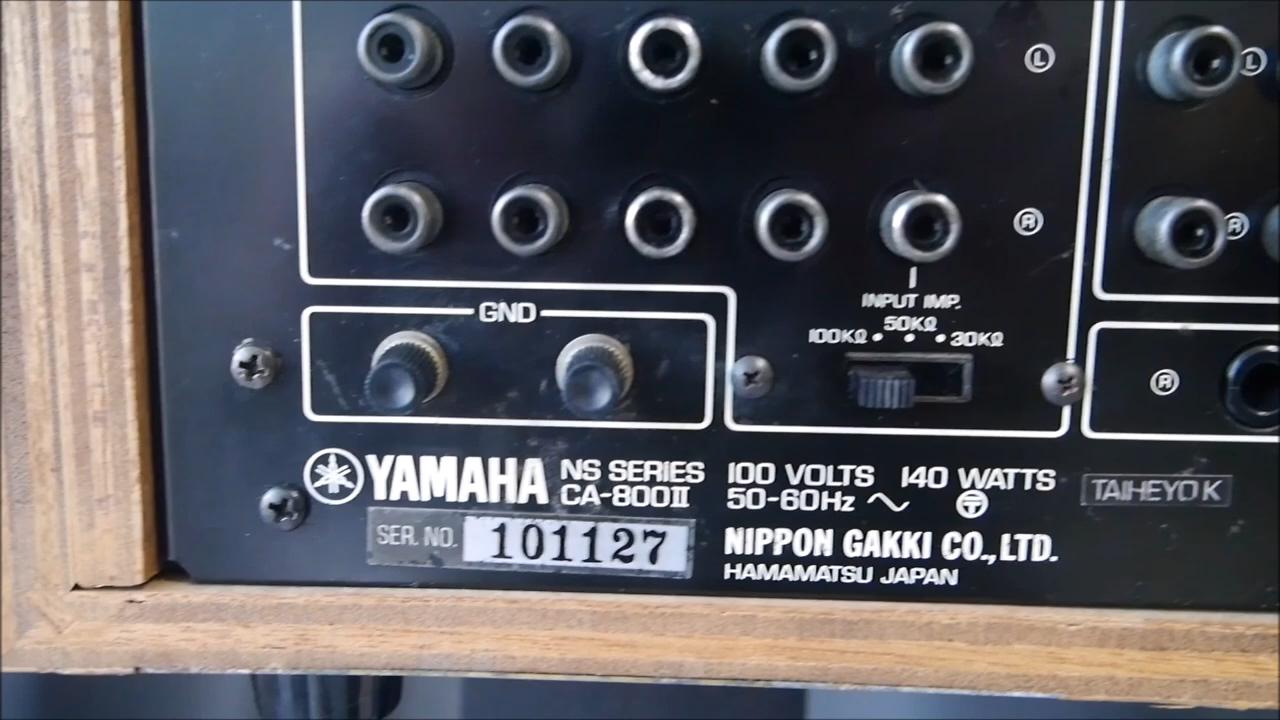 L
L
R
R
INPUT IMP.
50KΩ
100KΩ • • • 30KΩ
GND
R
YAMAHA NS SERIES 100 VOLTS 140 WATTS
CA-800II 50-60Hz ∼ T
TAIHEYO K
SER. NO. 101127
NIPPON GAKKI CO., LTD.
HAMAMATSU JAPAN